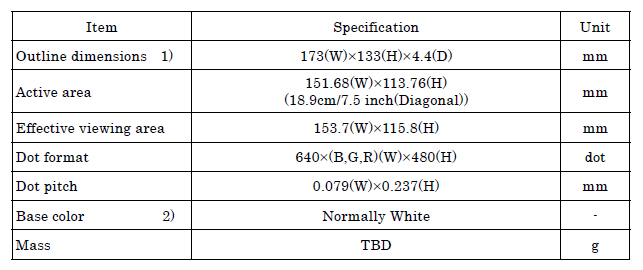 Item Specification Unit
Outline dimensions 1) 173(W)×133(H)×4.4(D) mm
Active area 151.68(W)×113.76(H)
(18.9cm/7.5 inch(Diagonal)) mm
Effective viewing area 153.7(W)×115.8(H) mm
Dot format 640×(B,G,R)(W)×480(H) dot
Dot pitch 0.079(W)×0.237(H) mm
Base color 2) Normally White -
Mass TBD g